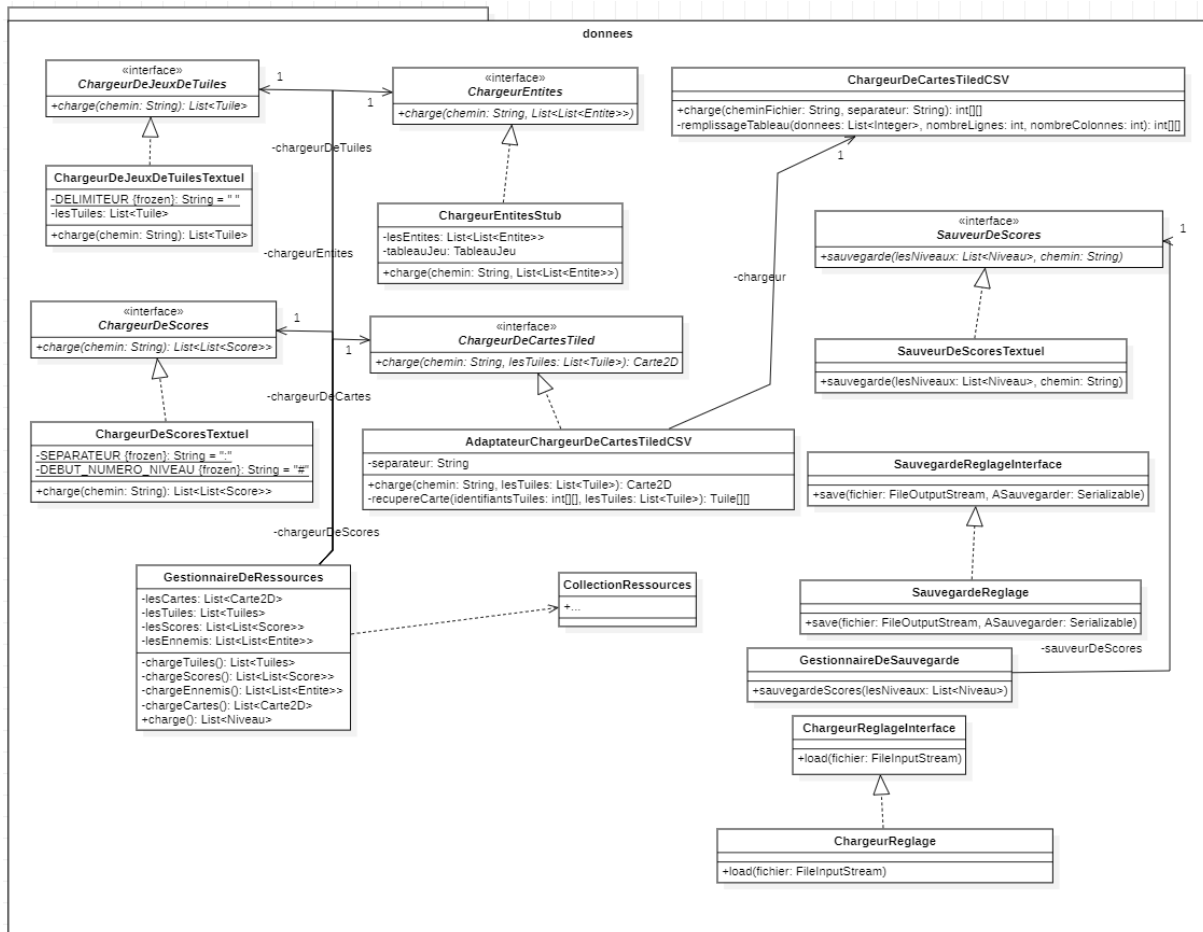 donnees
«interface»
ChargeurDeJeuxDeTuiles
+charge(chemin: String): List<Tuile>
1
1
«interface»
ChargeurEntites
+charge(chemin: String, List<List<Entite>>)
ChargeurDeCartesTiledCSV
+charge(cheminFichier: String, separateur: String): int[][]
-remplissageTableau(donnees: List<Integer>, nombreLignes: int, nombreColonnes: int): int[][]
1
-chargeurDeTuiles
ChargeurDeJeuxDeTuilesTextuel
-DELIMITEUR {frozen}: String = " "
-lesTuiles: List<Tuile>
+charge(chemin: String): List<Tuile>
ChargeurEntitesStub
-lesEntites: List<List<Entite>>
-tableauJeu: TableauJeu
+charge(chemin: String, List<List<Entite>>)
-chargeurEntites
-chargeur
«interface»
SauveurDeScores
+sauvegarde(lesNiveaux: List<Niveau>, chemin: String)
1
«interface»
ChargeurDeScores
+charge(chemin: String): List<List<Score>>
1
1
«interface»
ChargeurDeCartesTiled
+charge(chemin: String, lesTuiles: List<Tuile>): Carte2D
SauveurDeScoresTextuel
+sauvegarde(lesNiveaux: List<Niveau>, chemin: String)
-chargeurDeCartes
ChargeurDeScoresTextuel
-SEPARATEUR {frozen}: String = ":"
-DEBUT_NUMERO_NIVEAU {frozen}: String = "#"
+charge(chemin: String): List<List<Score>>
AdaptateurChargeurDeCartesTiledCSV
-separateur: String
+charge(chemin: String, lesTuiles: List<Tuile>): Carte2D
-recupereCarte(identifiantsTuiles: int[][], lesTuiles: List<Tuile>): Tuile[][]
SauvegardeReglageInterface
+save(fichier: FileOutputStream, ASauvegarder: Serializable)
-chargeurDeScores
GestionnaireDeRessources
-lesCartes: List<Carte2D>
-lesTuiles: List<Tuiles>
-lesScores: List<List<Score>>
-lesEnnemis: List<List<Entite>>
-chargeTuiles(): List<Tuiles>
-chargeScores(): List<List<Score>>
-chargeEnnemis(): List<List<Entite>>
-chargeCartes(): List<Carte2D>
+charge(): List<Niveau>
CollectionRessources
+...
SauvegardeReglage
+save(fichier: FileOutputStream, ASauvegarder: Serializable)
-sauveurDeScores
GestionnaireDeSauvegarde
+sauvegardeScores(lesNiveaux: List<Niveau>)
ChargeurReglageInterface
+load(fichier: FileInputStream)
ChargeurReglage
+load(fichier: FileInputStream)